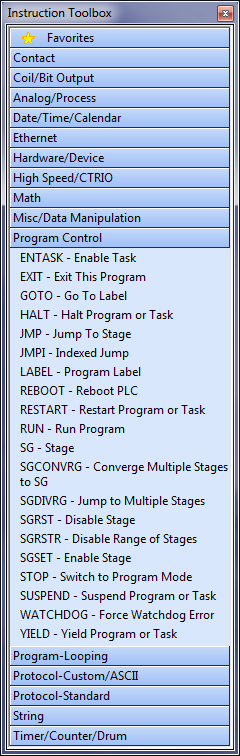 Instruction Toolbox
Favorites
Contact
Coil/Bit Output
Analog/Process
Date/Time/Calendar
Ethernet
Hardware/Device
High Speed/CTRIO
Math
Misc/Data Manipulation
Program Control
ENTASK - Enable Task
EXIT - Exit This Program
GOTO - Go To Label
HALT - Halt Program or Task
JMP - Jump To Stage
JMPI - Indexed Jump
LABEL - Program Label
REBOOT - Reboot PLC
RESTART - Restart Program or Task
RUN - Run Program
SG - Stage
SGCONVRG - Converge Multiple Stages
to SG
SGDIVRG - Jump to Multiple Stages
SGRST - Disable Stage
SGRSTR - Disable Range of Stages
SGSET - Enable Stage
STOP - Switch to Program Mode
SUSPEND - Suspend Program or Task
WATCHDOG - Force Watchdog Error
YIELD - Yield Program or Task
Program-Looping
Protocol-Custom/ASCII
Protocol-Standard
String
Timer/Counter/Drum